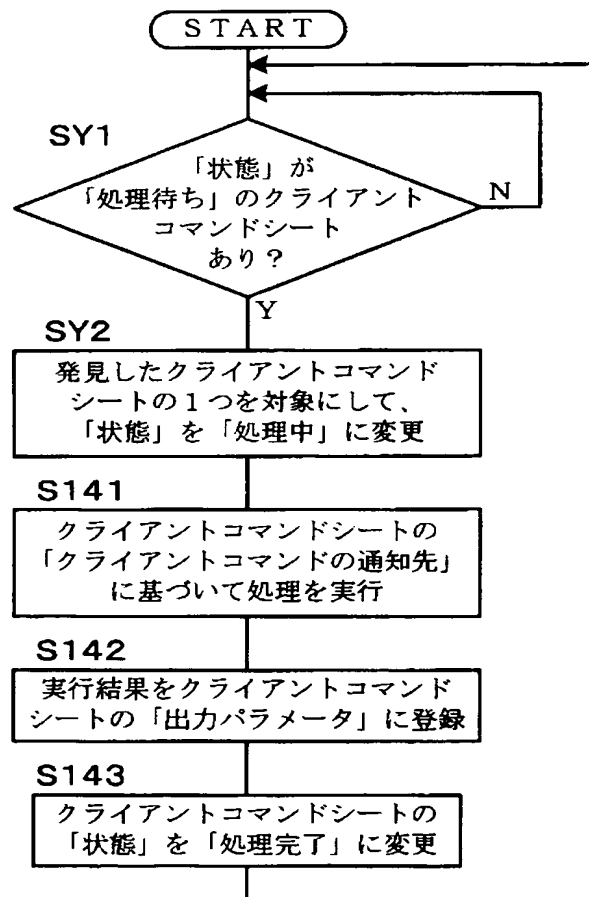 START
SY1
「状態」が
「処理待ち」のクライアント
コマンドシート
あり？
N
Y
SY2
発見したクライアントコマンド
シートの１つを対象にして、
「状態」を「処理中」に変更
S141
クライアントコマンドシートの
「クライアントコマンドの通知先」
に基づいて処理を実行
S142
実行結果をクライアントコマンド
シートの「出力パラメータ」に登録
S143
クライアントコマンドシートの
「状態」を「処理完了」に変更